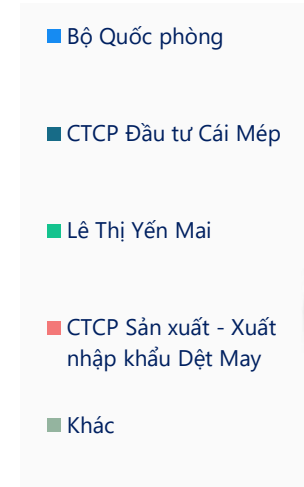 Bộ Quốc phòng
CTCP Đầu tư Cái Mép
Lê Thị Yến Mai
CTCP Sản xuất - Xuất
nhập khẩu Dệt May
Khác